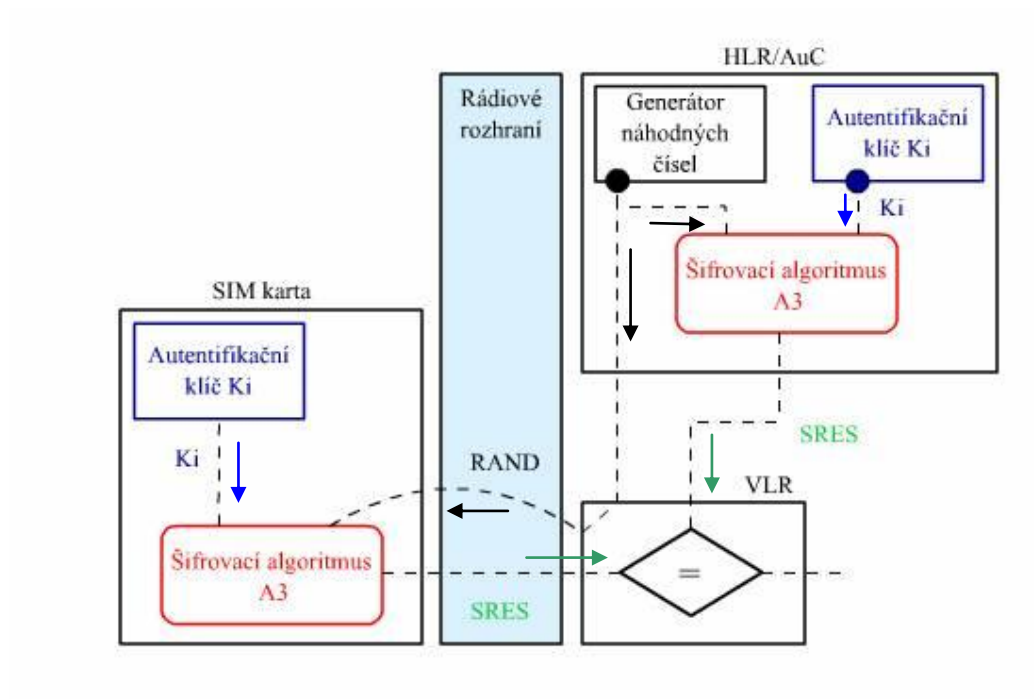 HLR/AuC
Rádiové
rozhraní
Generátor
náhodných
čísel
Autentifikační
klíč Ki
Ki
Šifrovací algoritmus
A3
SIM karta
Autentifikační
klíč Ki
Ki
SRES
RAND
VLR
Šifrovací algoritmus
A3
=
SRES